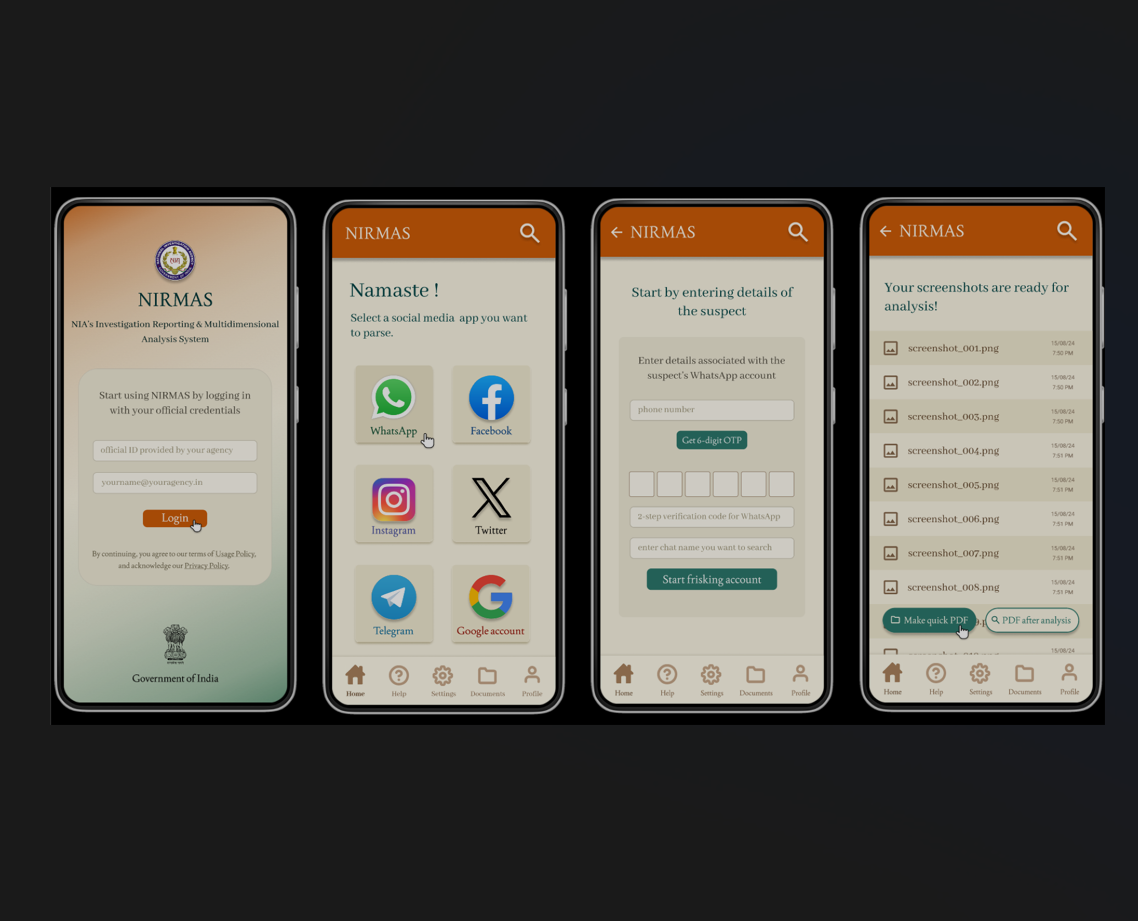 NIRMAS
NIA's Investigation Reporting & Multidimensional
Analysis System
Start using NIRMAS by logging in
with your official credentials
official ID provided by your agency
yourname@youragency.in
Login
By continuing, you agree to our terms of Usage Policy,
and acknowledge our Privacy Policy.
Government of India
NIRMAS
Namaste !
Select a social media app you want
to parse.
WhatsApp
Facebook
Instagram
Twitter
Telegram
Google account
Home
Help
Settings
Documents
Profile
NIRMAS
Start by entering details of
the suspect
Enter details associated with the
suspect's WhatsApp account
phone number
Get 6-digit OTP
2-step verification code for WhatsApp
enter chat name you want to search
Start frisking account
Home
Help
Settings
Documents
Profile
NIRMAS
Your screenshots are ready for
analysis!
screenshot_001.png
15/08/24
7:50 PM
screenshot_002.png
15/08/24
7:50 PM
screenshot_003.png
15/08/24
7:50 PM
screenshot_004.png
15/08/24
7:51 PM
screenshot_005.png
15/08/24
7:51 PM
screenshot_006.png
15/08/24
7:51 PM
screenshot_007.png
15/08/24
7:51 PM
screenshot_008.png
15/08/24
7:51 PM
Make quick PDF
PDF after analysis
Home
Help
Settings
Documents
Profile